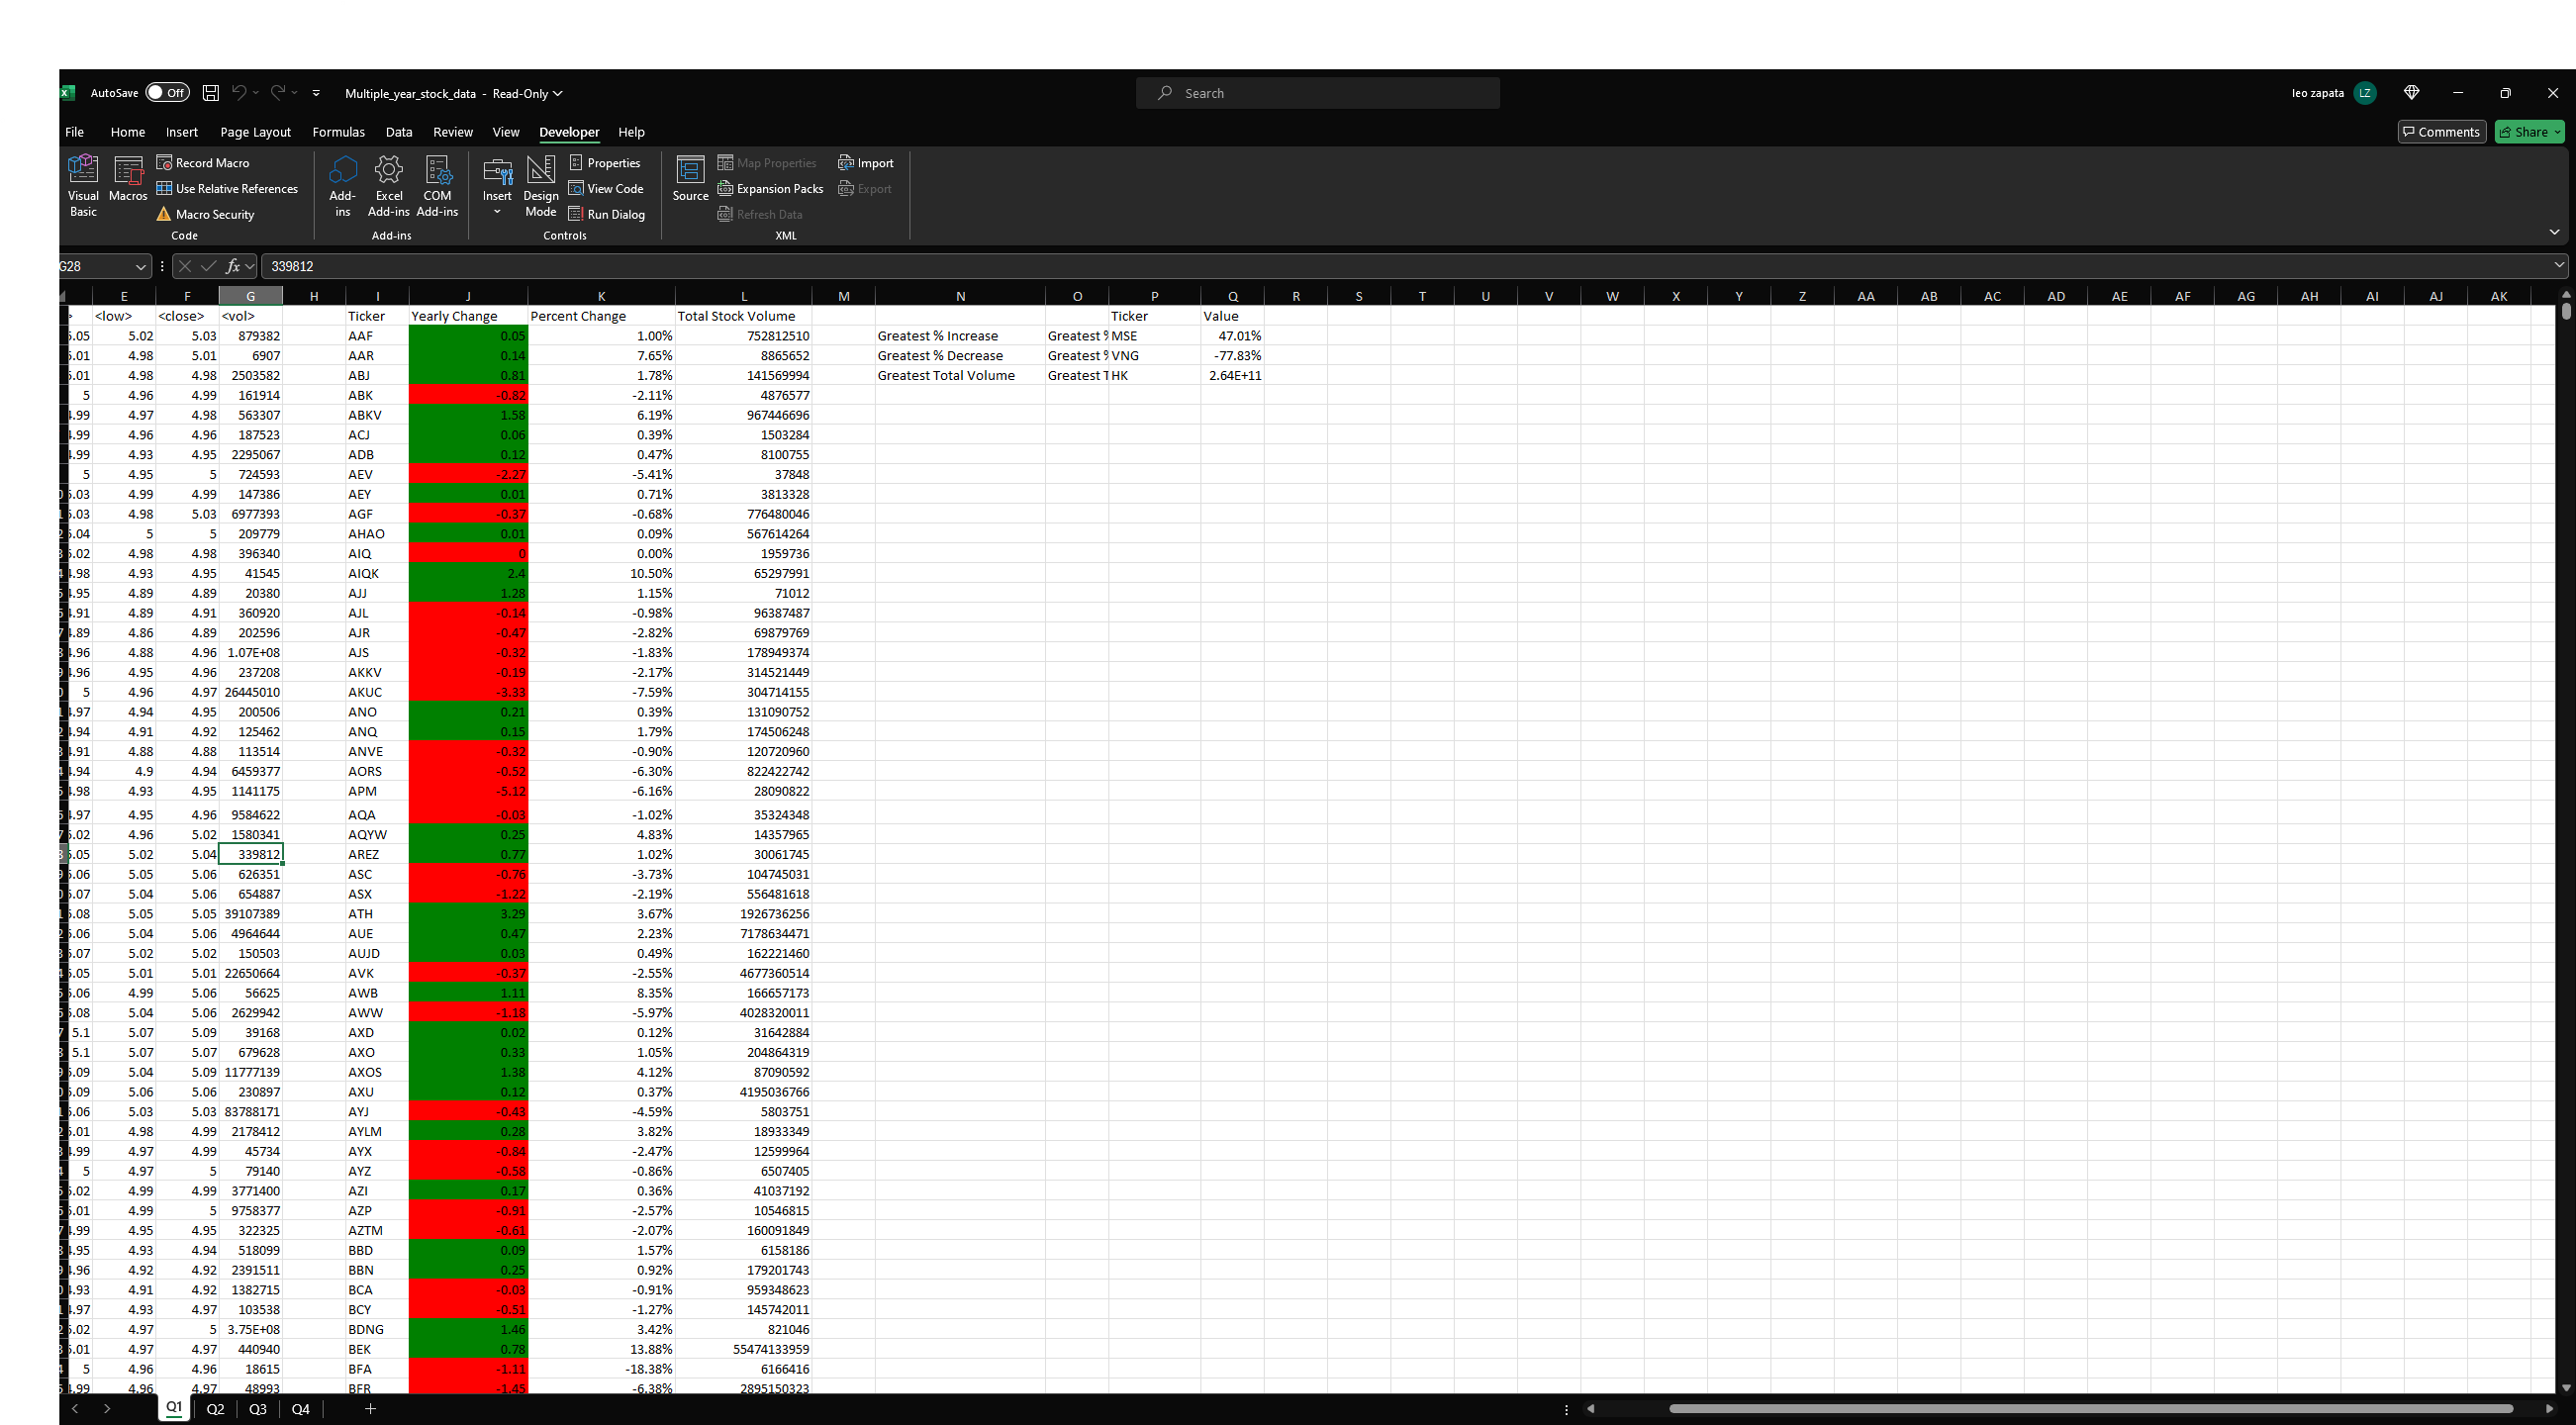 AutoSave Off Multiple_year_stock_data - Read-Only Search leo zapata LZ
File Home Insert Page Layout Formulas Data Review View Developer Help Comments Share
Visual Basic Macros Record Macro Use Relative References Macro Security Add-ins Excel Add-ins COM Add-ins Insert Design Mode Properties View Code Run Dialog Source Map Properties Expansion Packs Refresh Data Import Export
Code Add-ins Controls XML
G28 fx 339812
E F G H I J K L M N O P Q R S T U V W X Y Z AA AB AC AD AE AF AG AH AI AJ AK
<low> <close> <vol> Ticker Yearly Change Percent Change Total Stock Volume Ticker Value
5.02 5.03 879382 AAF 0.05 1.00% 752812510 Greatest % Increase Greatest % MSE 47.01%
4.98 5.01 6907 AAR 0.14 7.65% 8865652 Greatest % Decrease Greatest % VNG -77.83%
4.98 4.98 2503582 ABJ 0.81 1.78% 141569994 Greatest Total Volume Greatest T HK 2.64E+11
5 4.96 4.99 161914 ABK -0.82 -2.11% 4876577
4.97 4.98 563307 ABKV 1.58 6.19% 967446696
4.96 4.96 187523 ACJ 0.06 0.39% 1503284
4.93 4.95 2295067 ADB 0.12 0.47% 8100755
5 4.95 5 724593 AEV -2.27 -5.41% 37848
4.99 4.99 147386 AEY 0.01 0.71% 3813328
4.98 5.03 6977393 AGF -0.37 -0.68% 776480046
5 5 209779 AHAO 0.01 0.09% 567614264
4.98 4.98 396340 AIQ 0 0.00% 1959736
4.93 4.95 41545 AIQK 2.4 10.50% 65297991
4.89 4.89 20380 AJJ 1.28 1.15% 71012
4.89 4.91 360920 AJL -0.14 -0.98% 96387487
4.86 4.89 202596 AJR -0.47 -2.82% 69879769
4.88 4.96 1.07E+08 AJS -0.32 -1.83% 178949374
4.95 4.96 237208 AKKV -0.19 -2.17% 314521449
5 4.96 4.97 26445010 AKUC -3.33 -7.59% 304714155
4.94 4.95 200506 ANO 0.21 0.39% 131090752
4.91 4.92 125462 ANQ 0.15 1.79% 174506248
4.88 4.88 113514 ANVE -0.32 -0.90% 120720960
4.9 4.94 6459377 AORS -0.52 -6.30% 822422742
4.93 4.95 1141175 APM -5.12 -6.16% 28090822
4.95 4.96 9584622 AQA -0.03 -1.02% 35324348
4.96 5.02 1580341 AQYW 0.25 4.83% 14357965
5.02 5.04 339812 AREZ 0.77 1.02% 30061745
5.05 5.06 626351 ASC -0.76 -3.73% 104745031
5.04 5.06 654887 ASX -1.22 -2.19% 556481618
5.05 5.05 39107389 ATH 3.29 3.67% 1926736256
5.04 5.06 4964644 AUE 0.47 2.23% 7178634471
5.02 5.02 150503 AUJD 0.03 0.49% 162221460
5.01 5.01 22650664 AVK -0.37 -2.55% 4677360514
4.99 5.06 56625 AWB 1.11 8.35% 166657173
5.04 5.06 2629942 AWW -1.18 -5.97% 4028320011
5.1 5.07 5.09 39168 AXD 0.02 0.12% 31642884
5.1 5.07 5.07 679628 AXO 0.33 1.05% 204864319
5.04 5.09 11777139 AXOS 1.38 4.12% 87090592
5.06 5.06 230897 AXU 0.12 0.37% 4195036766
5.03 5.03 83788171 AYJ -0.43 -4.59% 5803751
4.98 4.99 2178412 AYLM 0.28 3.82% 18933349
4.97 4.99 45734 AYX -0.84 -2.47% 12599964
5 4.97 5 79140 AYZ -0.58 -0.86% 6507405
4.99 4.99 3771400 AZI 0.17 0.36% 41037192
4.99 5 9758377 AZP -0.91 -2.57% 10546815
4.95 4.95 322325 AZTM -0.61 -2.07% 160091849
4.93 4.94 518099 BBD 0.09 1.57% 6158186
4.92 4.92 2391511 BBN 0.25 0.92% 179201743
4.91 4.92 1382715 BCA -0.03 -0.91% 959348623
4.93 4.97 103538 BCY -0.51 -1.27% 145742011
4.97 5 3.75E+08 BDNG 1.46 3.42% 821046
4.97 4.97 440940 BEK 0.78 13.88% 55474133959
5 4.96 4.96 18615 BFA -1.11 -18.38% 6166416
4.96 4.97 48993 BFR -1.45 -6.38% 2895150323
Q1 Q2 Q3 Q4